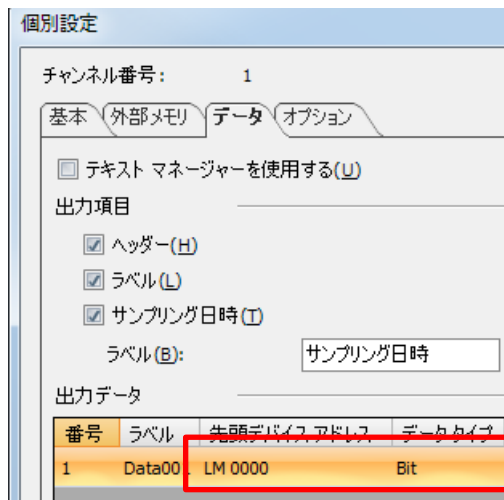 個別設定
チャンネル番号: 1
基本 外部メモリ データ オプション
テキスト マネージャーを使用する(U)
出力項目
ヘッダー(H)
ラベル(L)
サンプリング日時(T)
ラベル(B): サンプリング日時
出力データ
番号 ラベル 先頭デバイス アドレス データ タイプ
1 Data00 LM 0000 Bit